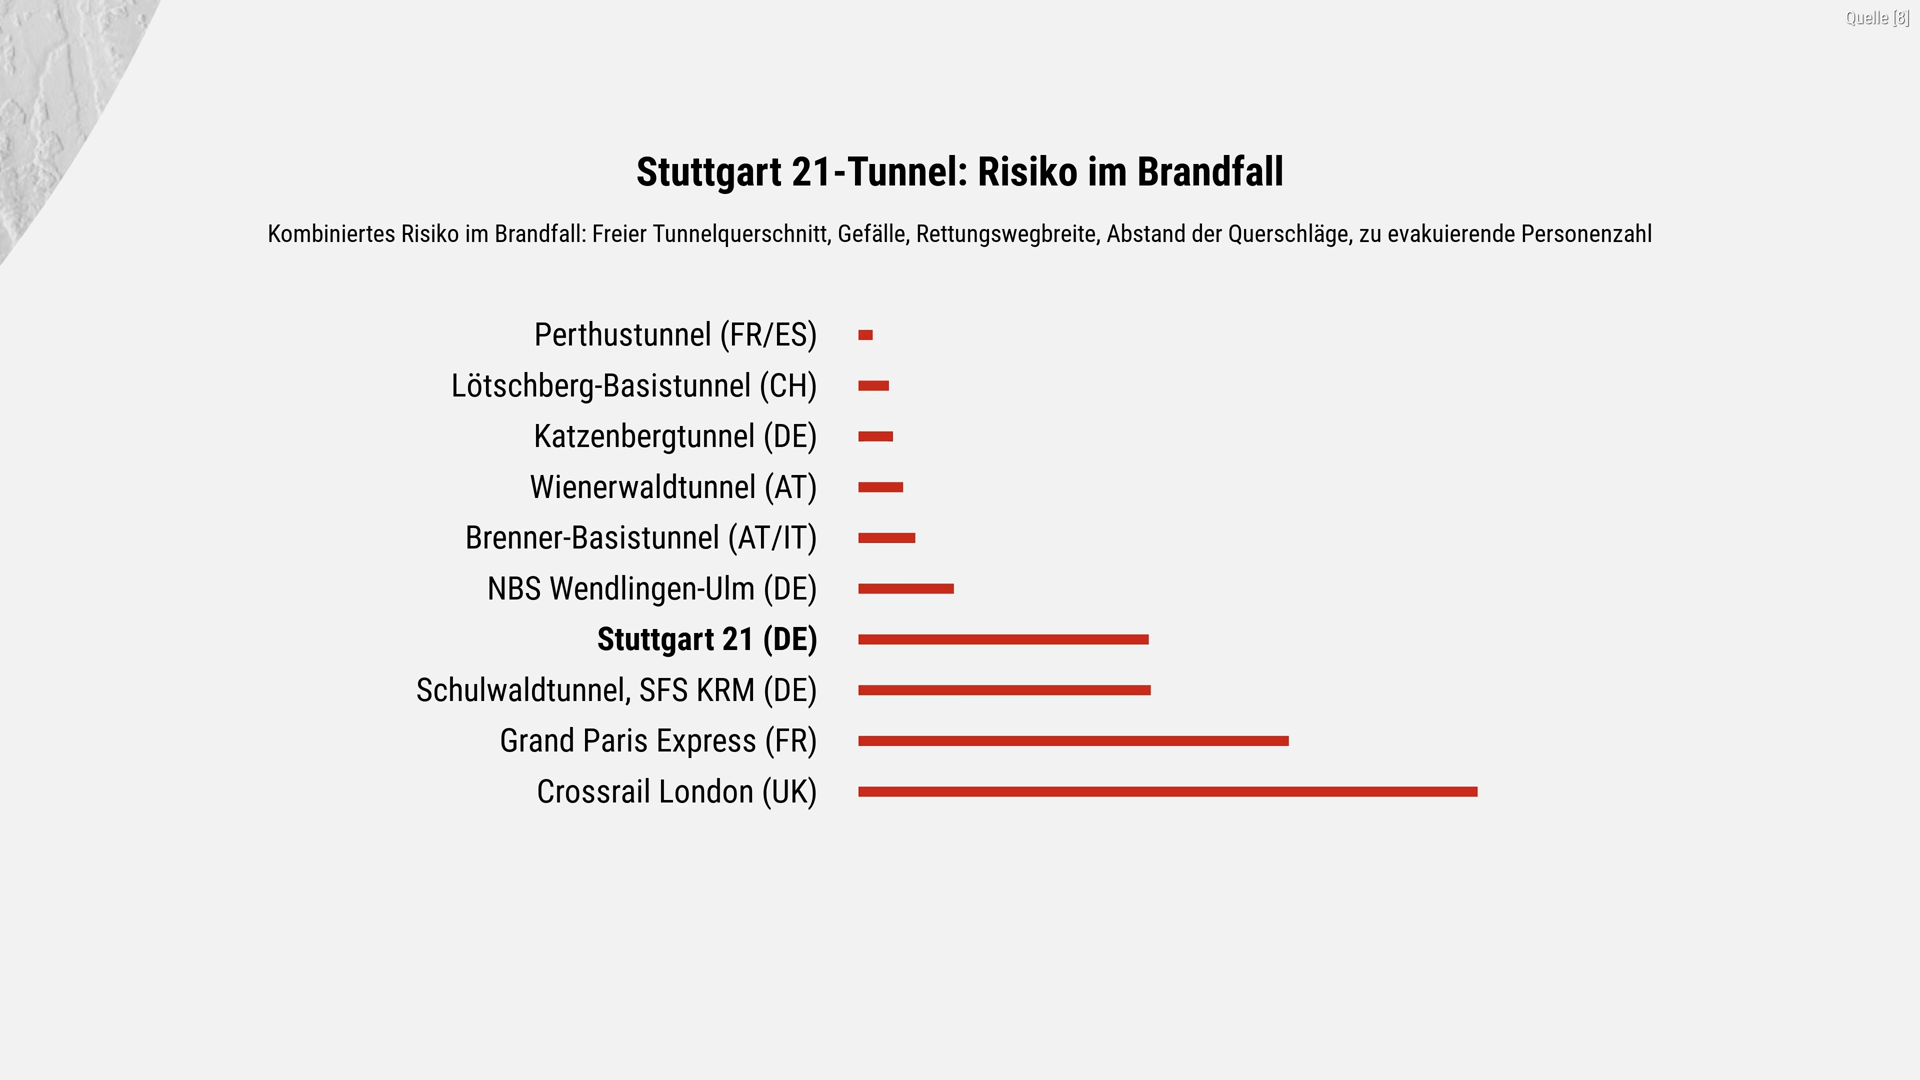 Quelle [8]
Stuttgart 21-Tunnel: Risiko im Brandfall
Kombiniertes Risiko im Brandfall: Freier Tunnelquerschnitt, Gefälle, Rettungswegbreite, Abstand der Querschläge, zu evakuierende Personenzahl
Perthustunnel (FR/ES)
Lötschberg-Basistunnel (CH)
Katzenbergtunnel (DE)
Wienerwaldtunnel (AT)
Brenner-Basistunnel (AT/IT)
NBS Wendlingen-Ulm (DE)
Stuttgart 21 (DE)
Schulwaldtunnel, SFS KRM (DE)
Grand Paris Express (FR)
Crossrail London (UK)